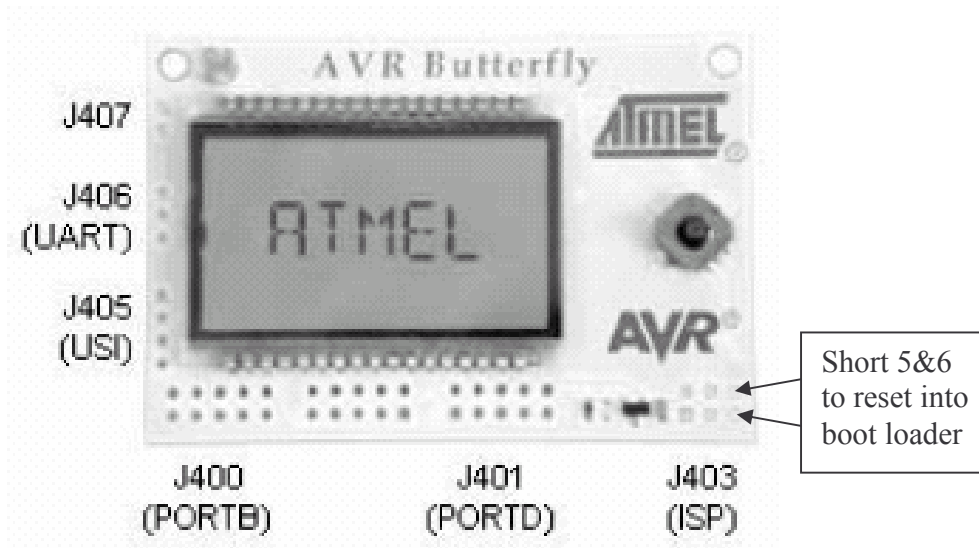 AVR Butterfly
ATMEL
J407
J406
(UART)
ATMEL
J405
(USI)
AVR
Short 5&6
to reset into
boot loader
J400
(PORTB)
J401
(PORTD)
J403
(ISP)